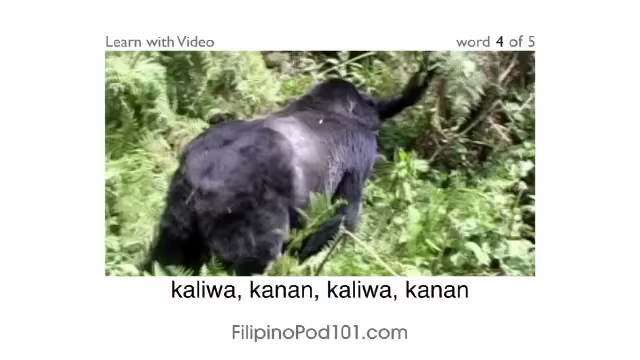 Learn with Video
word 4 of 5
kaliwa, kanan, kaliwa, kanan
FilipinoPod101.com